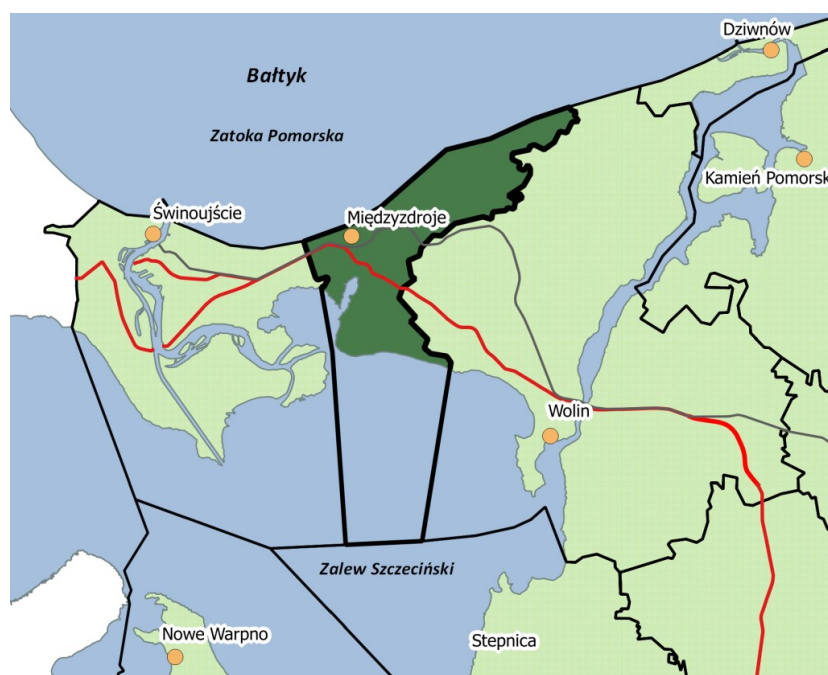 Dziwnów
Bałtyk
Zatoka Pomorska
Kamień Pomorsk
Świnoujście
Międzyzdroje
Wolin
Zalew Szczeciński
Nowe Warpno
Stepnica